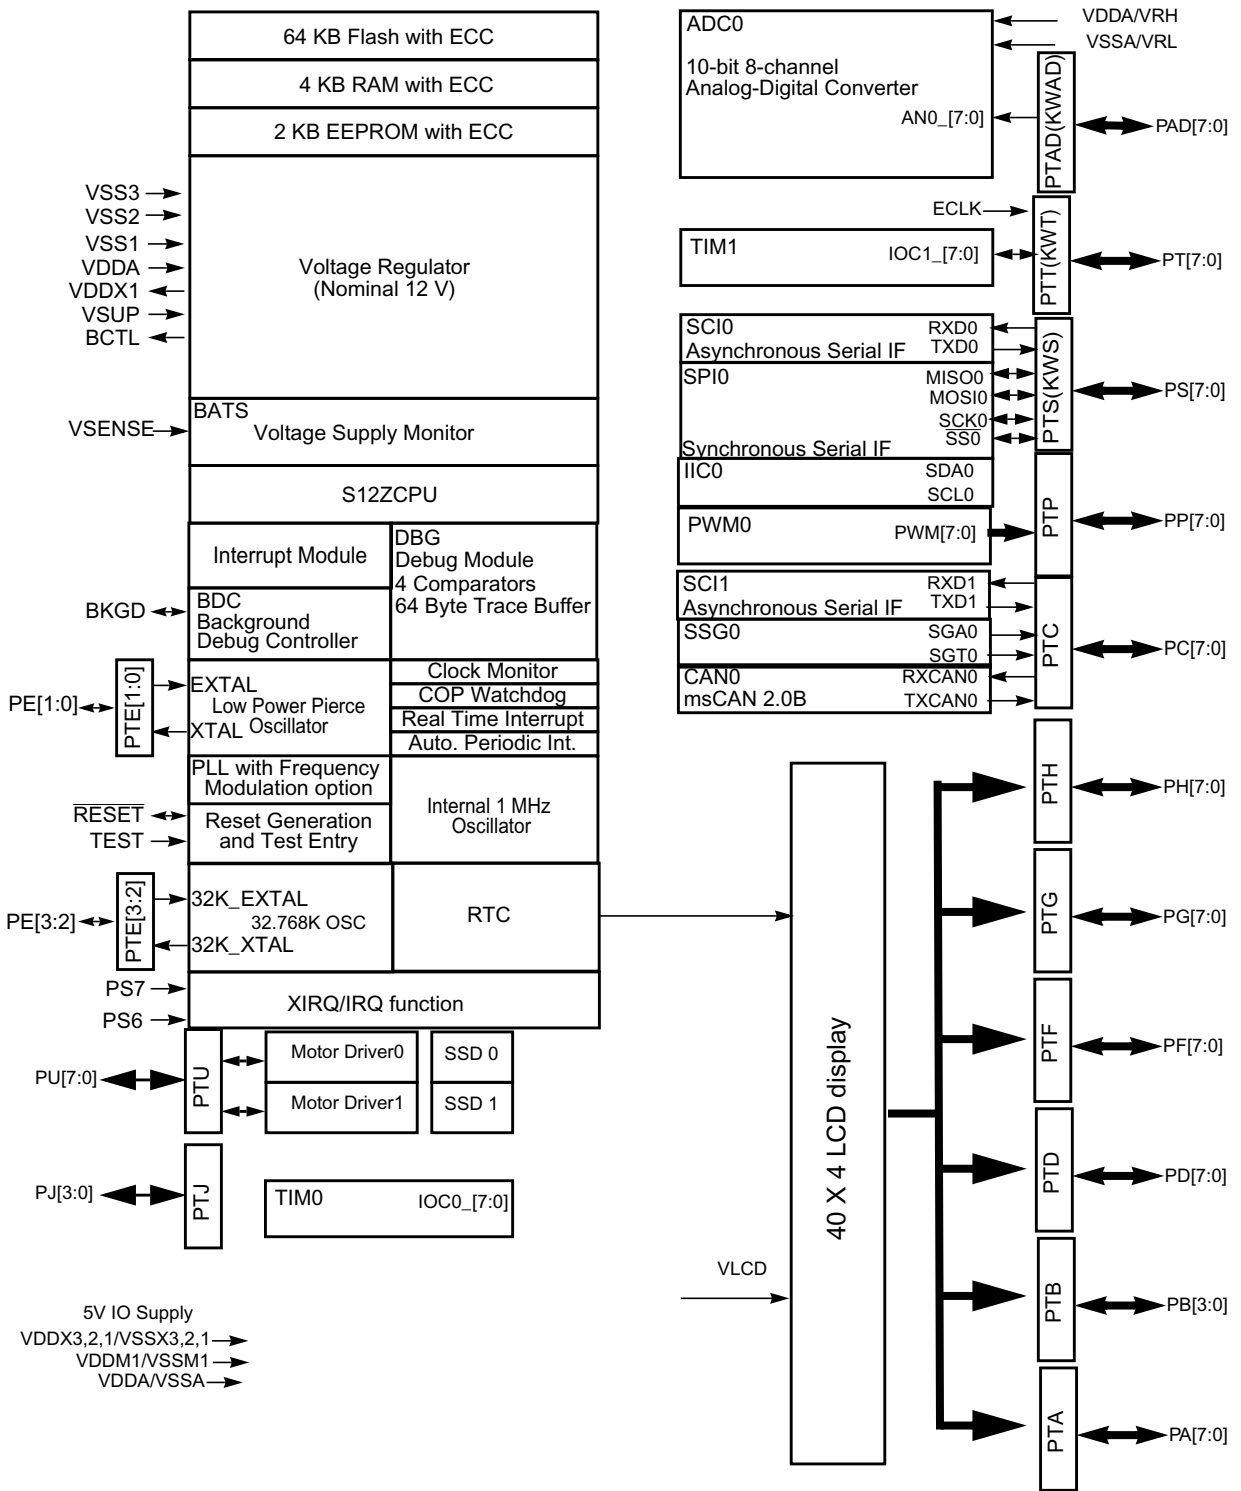 64 KB Flash with ECC
4 KB RAM with ECC
2 KB EEPROM with ECC
VSS3
VSS2
VSS1
VDDA
VDDX1
VSUP
BCTL
Voltage Regulator
(Nominal 12 V)
VSENSE
BATS
Voltage Supply Monitor
S12ZCPU
Interrupt Module
DBG
Debug Module
4 Comparators
64 Byte Trace Buffer
BKGD
BDC
Background
Debug Controller
PE[1:0]
PTE[1:0]
EXTAL
Low Power Pierce
Oscillator
XTAL
Clock Monitor
COP Watchdog
Real Time Interrupt
Auto. Periodic Int.
PLL with Frequency
Modulation option
RESET
TEST
Reset Generation
and Test Entry
Internal 1 MHz
Oscillator
PE[3:2]
PTE[3:2]
32K_EXTAL
32.768K OSC
32K_XTAL
RTC
PS7
PS6
XIRQ/IRQ function
PU[7:0]
PTU
Motor Driver0
SSD 0
Motor Driver1
SSD 1
PJ[3:0]
PTJ
TIM0
IOC0_[7:0]
5V IO Supply
VDDX3,2,1/VSSX3,2,1
VDDM1/VSSM1
VDDA/VSSA
ADC0
10-bit 8-channel
Analog-Digital Converter
AN0_[7:0]
VDDA/VRH
VSSA/VRL
PTAD(KWAD)
PAD[7:0]
ECLK
TIM1
IOC1_[7:0]
PTT(KWT)
PT[7:0]
SCI0
Asynchronous Serial IF
RXD0
TXD0
SPI0
Synchronous Serial IF
MISO0
MOSI0
SCK0
SS0
PTS(KWS)
PS[7:0]
IIC0
SDA0
SCL0
PWM0
PWM[7:0]
PTP
PP[7:0]
SCI1
Asynchronous Serial IF
RXD1
TXD1
SSG0
SGA0
SGT0
CAN0
msCAN 2.0B
RXCAN0
TXCAN0
PTC
PC[7:0]
40 X 4 LCD display
VLCD
PTH
PH[7:0]
PTG
PG[7:0]
PTF
PF[7:0]
PTD
PD[7:0]
PTB
PB[3:0]
PTA
PA[7:0]